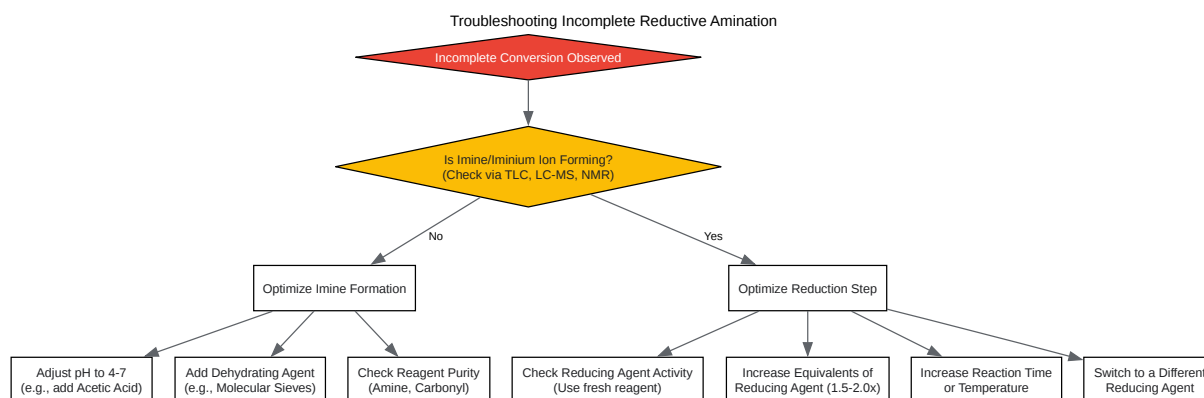 Troubleshooting Incomplete Reductive Amination
Incomplete Conversion Observed
Is Imine/Iminium Ion Forming?
(Check via TLC, LC-MS, NMR)
No
Yes
Optimize Imine Formation
Optimize Reduction Step
Adjust pH to 4-7
(e.g., add Acetic Acid)
Add Dehydrating Agent
(e.g., Molecular Sieves)
Check Reagent Purity
(Amine, Carbonyl)
Check Reducing Agent Activity
(Use fresh reagent)
Increase Equivalents of
Reducing Agent (1.5-2.0x)
Increase Reaction Time
or Temperature
Switch to a Different
Reducing Agent